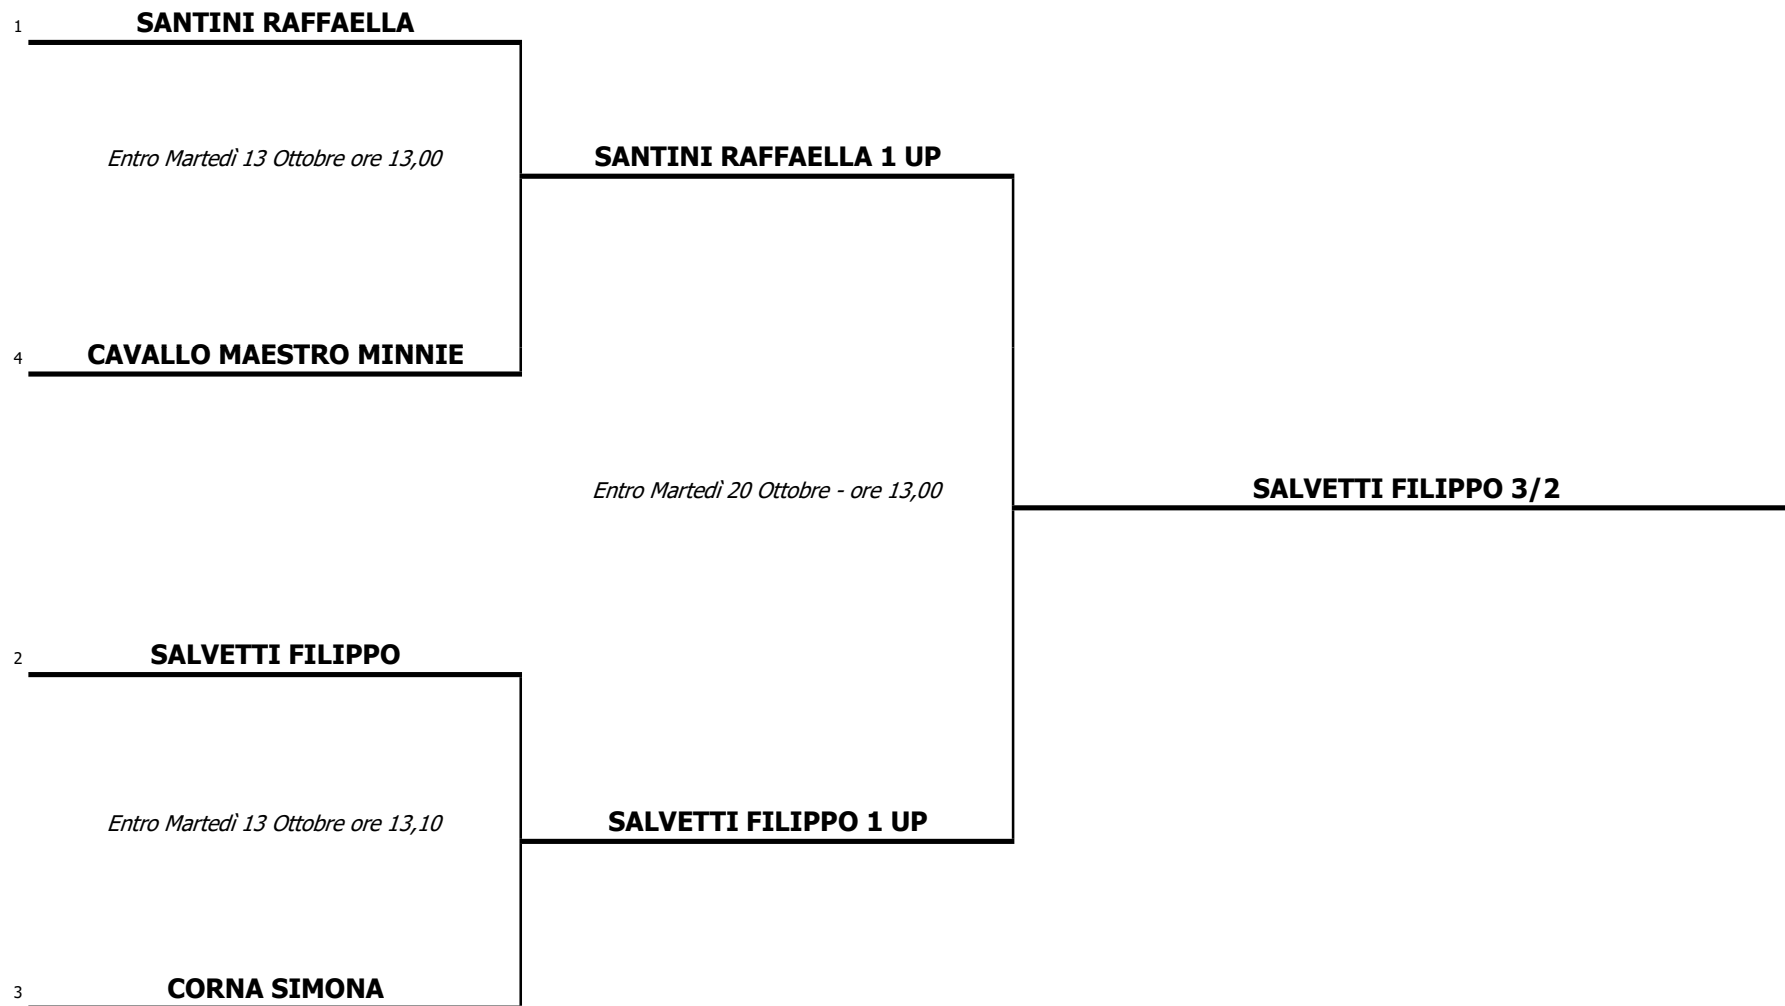 1 SANTINI RAFFAELLA
Entro Martedì 13 Ottobre ore 13,00
SANTINI RAFFAELLA 1 UP
4 CAVALLO MAESTRO MINNIE
Entro Martedì 20 Ottobre - ore 13,00
SALVETTI FILIPPO 3/2
2 SALVETTI FILIPPO
Entro Martedì 13 Ottobre ore 13,10
SALVETTI FILIPPO 1 UP
3 CORNA SIMONA